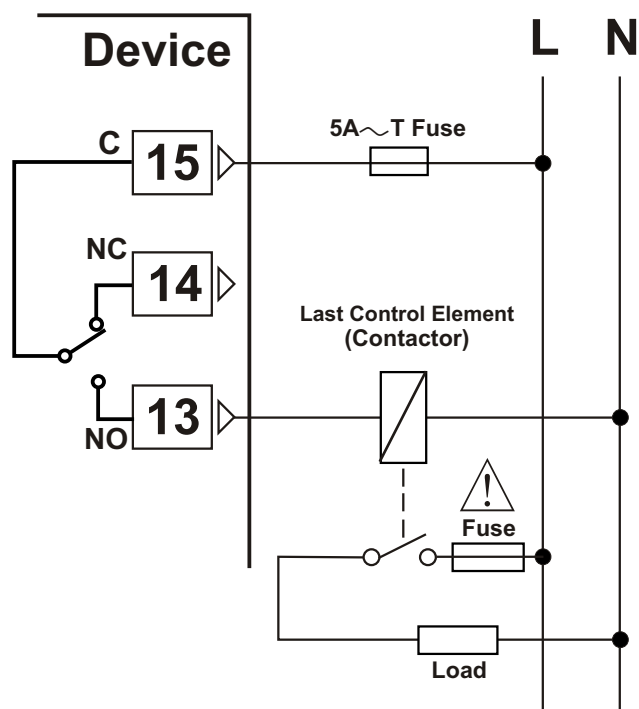 L N
Device
5A～T Fuse
C
15
NC
14
Last Control Element
(Contactor)
13
NO
!
Fuse
Load